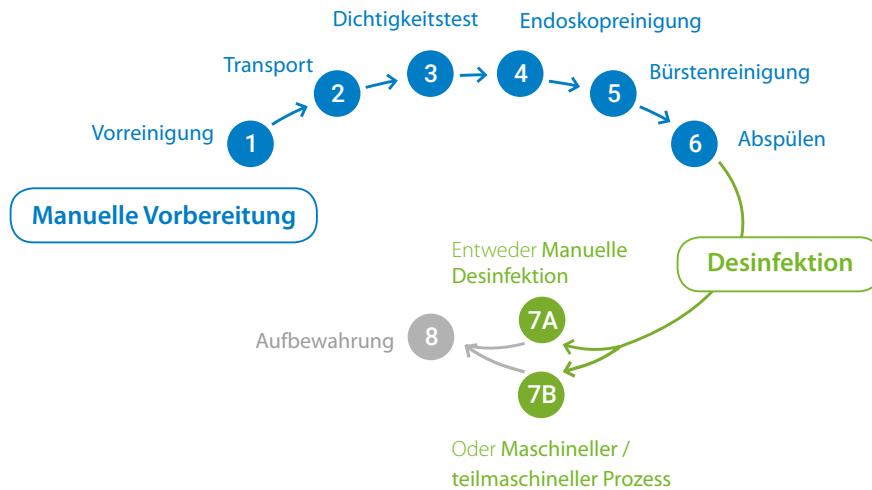 Dichtigkeitstest
Endoskopreinigung
Transport
3
4
Bürstenreinigung
2
5
Vorreinigung
1
6
Abspülen
Manuelle Vorbereitung
Entweder Manuelle
Desinfektion
Desinfektion
7A
Aufbewahrung
8
7B
Oder Maschineller /
teilmaschineller Prozess